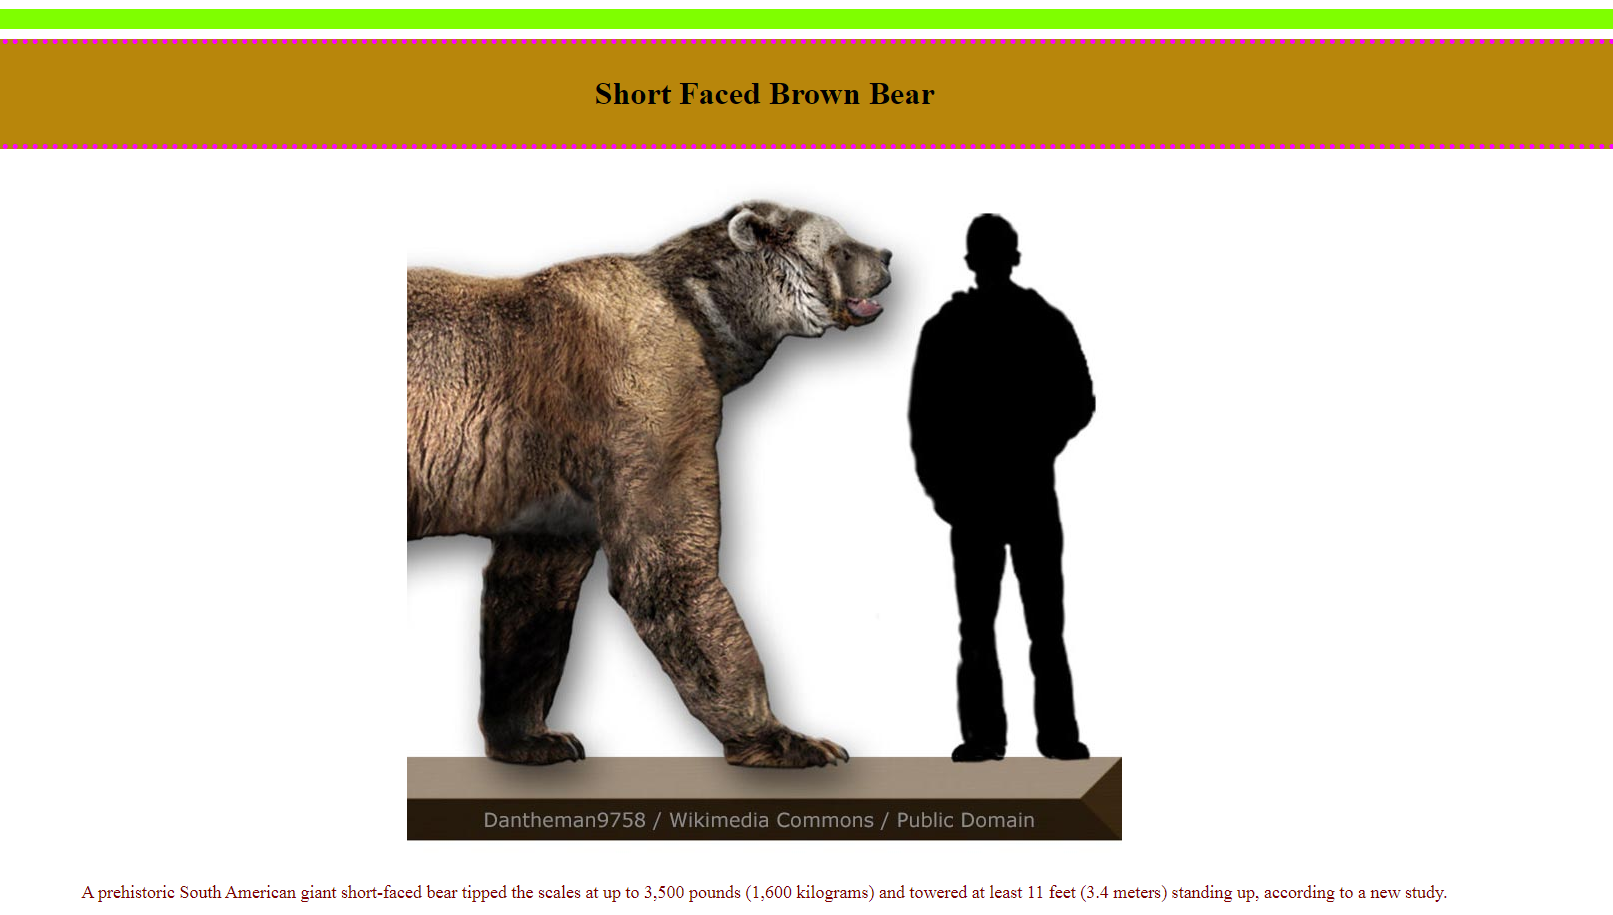 Short Faced Brown Bear
Dantheman9758 / Wikimedia Commons / Public Domain
A prehistoric South American giant short-faced bear tipped the scales at up to 3,500 pounds (1,600 kilograms) and towered at least 11 feet (3.4 meters) standing up, according to a new study.